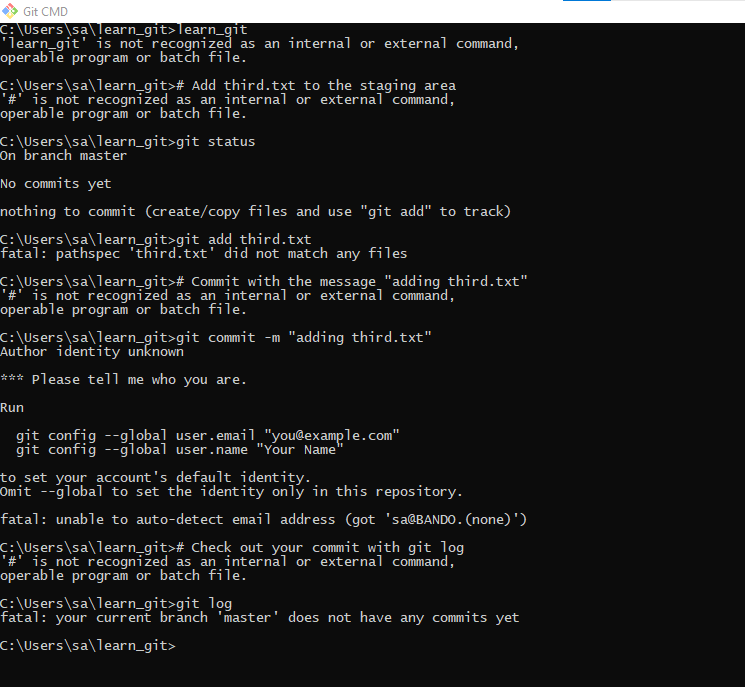 Git CMD
C:\Users\sa\learn_git>learn_git
'learn_git' is not recognized as an internal or external command,
operable program or batch file.
C:\Users\sa\learn_git># Add third.txt to the staging area
'#' is not recognized as an internal or external command,
operable program or batch file.
C:\Users\sa\learn_git>git status
On branch master
No commits yet
nothing to commit (create/copy files and use "git add" to track)
C:\Users\sa\learn_git>git add third.txt
fatal: pathspec 'third.txt' did not match any files
C:\Users\sa\learn_git># Commit with the message "adding third.txt"
'#' is not recognized as an internal or external command,
operable program or batch file.
C:\Users\sa\learn_git>git commit -m "adding third.txt"
Author identity unknown
*** Please tell me who you are.
Run
  git config --global user.email "you@example.com"
  git config --global user.name "Your Name"
to set your account's default identity.
Omit --global to set the identity only in this repository.
fatal: unable to auto-detect email address (got 'sa@BANDO.(none)')
C:\Users\sa\learn_git># Check out your commit with git log
'#' is not recognized as an internal or external command,
operable program or batch file.
C:\Users\sa\learn_git>git log
fatal: your current branch 'master' does not have any commits yet
C:\Users\sa\learn_git>